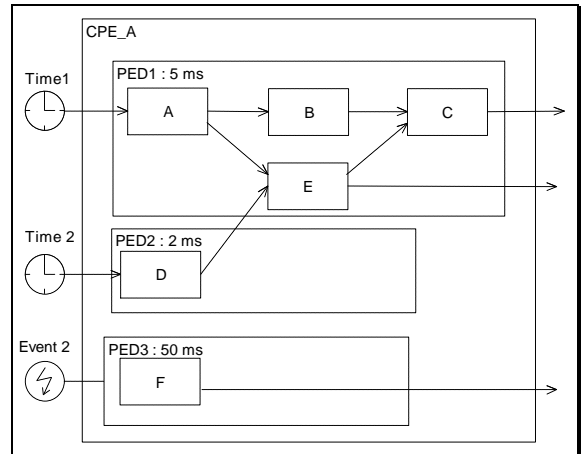 CPE_A
Time1
PED1 : 5 ms
A
B
C
E
Time 2
PED2 : 2 ms
D
Event 2
PED3 : 50 ms
F